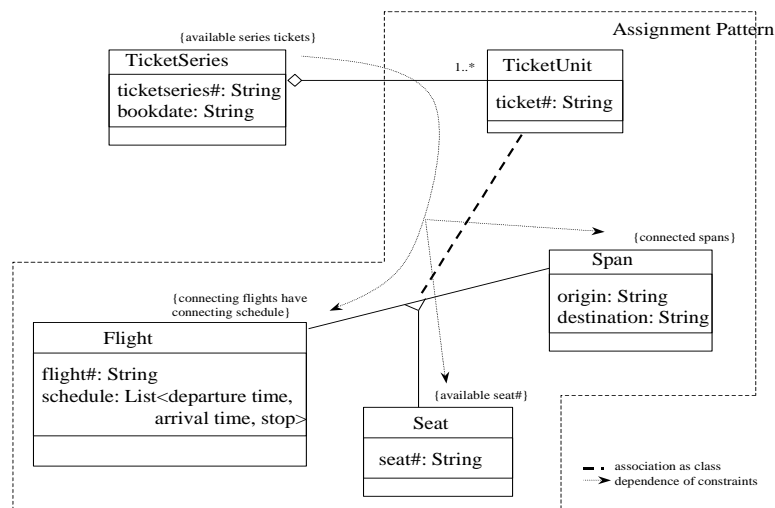 {available series tickets}
Assignment Pattern
TicketSeries
ticketseries#: String
bookdate: String
1..*
TicketUnit
ticket#: String
{connected spans}
Span
origin: String
destination: String
{connecting flights have
connecting schedule}
Flight
flight#: String
schedule: List<departure time,
arrival time, stop>
{available seat#}
Seat
seat#: String
association as class
dependence of constraints